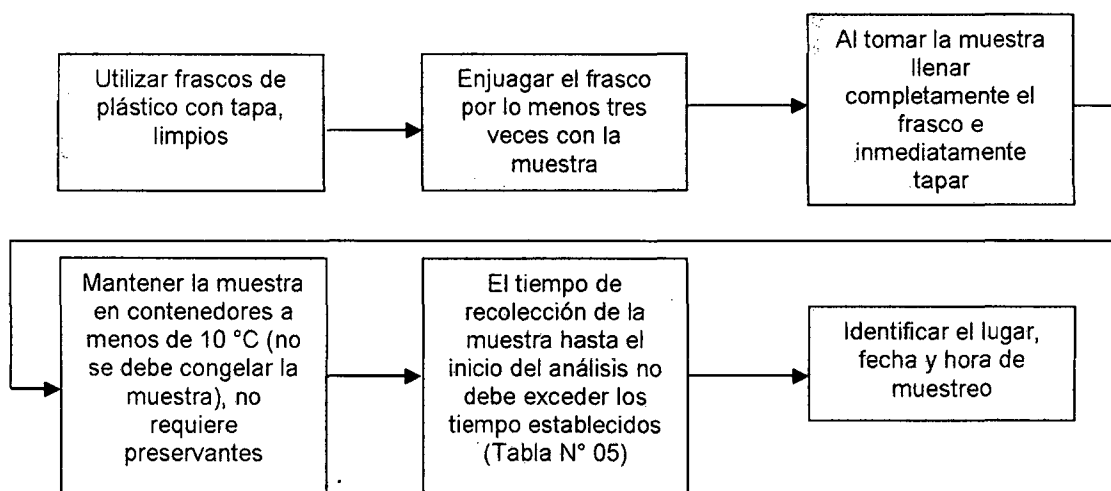 Utilizar frascos de
plástico con tapa,
limpios
Enjuagar el frasco
por lo menos tres
veces con la
muestra
Al tomar la muestra
llenar
completamente el
frasco e
inmediatamente
tapar
Mantener la muestra
en contenedores a
menos de 10 °C (no
se debe congelar la
muestra), no
requiere
preservantes
El tiempo de
recolección de la
muestra hasta el
inicio del análisis no
debe exceder los
tiempo establecidos
(Tabla N° 05)
Identificar el lugar,
fecha y hora de
muestreo